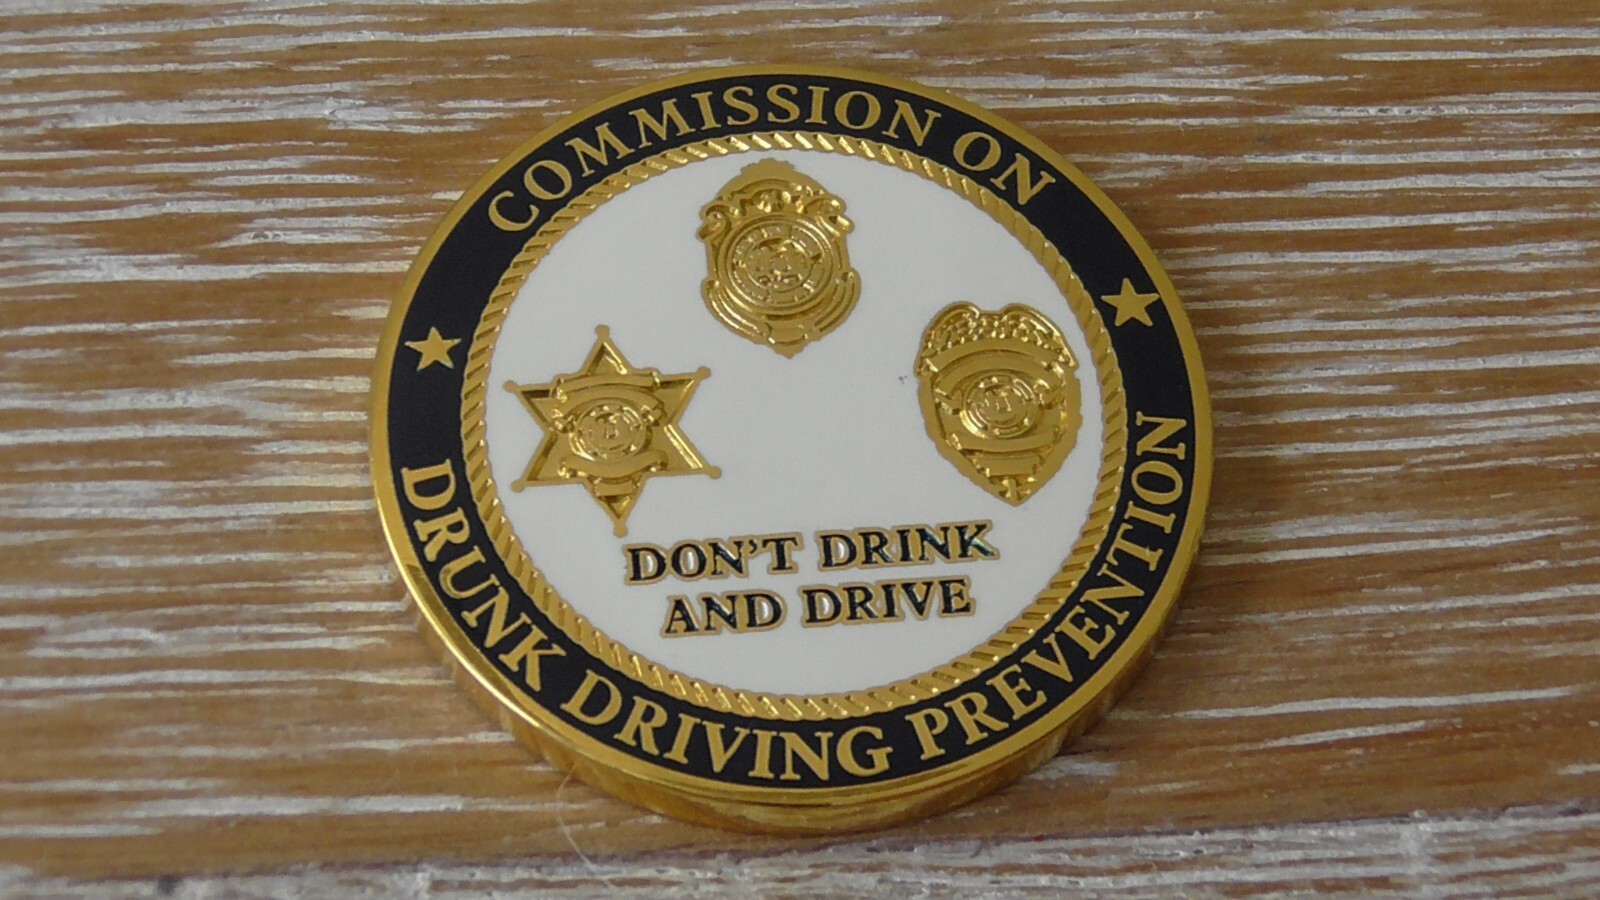 COMMISSION ON
DRUNK DRIVING PREVENTION
DON'T DRINK
AND DRIVE